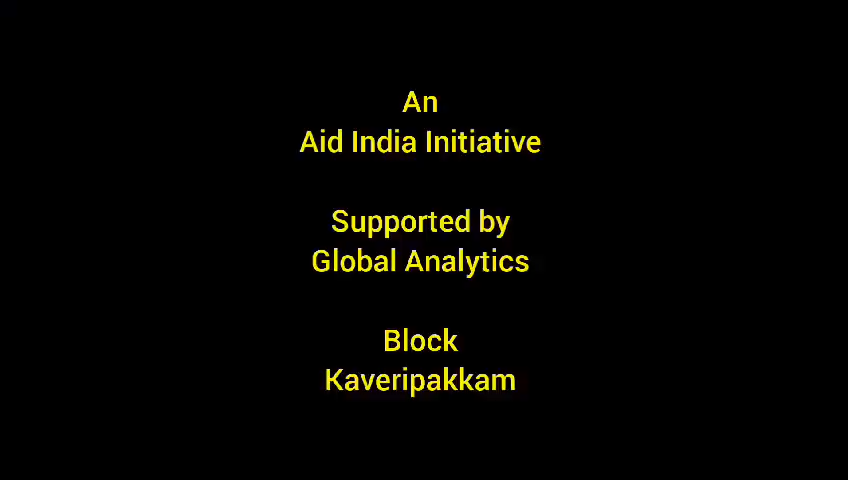 An
Aid India Initiative
Supported by
Global Analytics
Block
Kaveripakkam